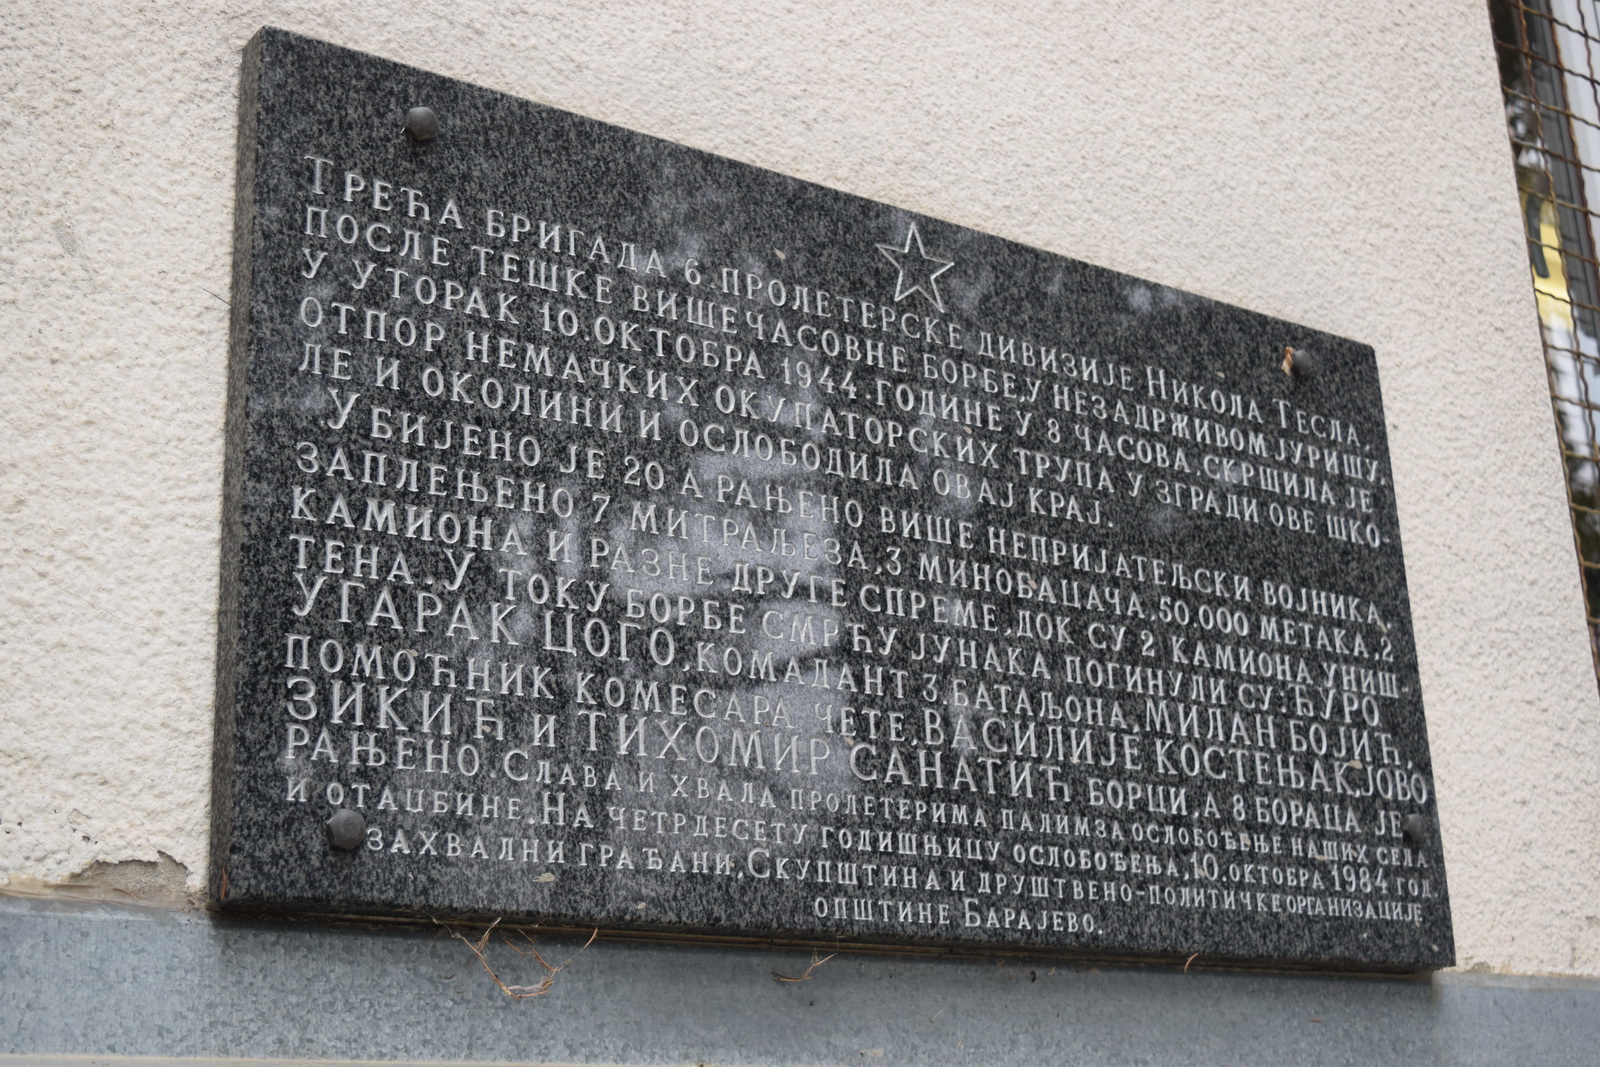 ТРЕЋА БРИГАДА 6. ПРОЛЕТЕРСКЕ ДИВИЗИЈЕ НИКОЛА ТЕСЛА,
ПОСЛЕ ТЕШКЕ ВИШЕЧАСОВНЕ БОРБЕ, У НЕЗАДРЖИВОМ ЈУРИШУ,
У УТОРАК 10. ОКТОБРА 1944. ГОДИНЕ У 8 ЧАСОВА. СКРШИЛА ЈЕ
ОТПОР НЕМАЧКИХ ОКУПАТОРСКИХ ТРУПА У ЗГРАДИ ОВЕ ШКО-
ЛЕ И ОКОЛИНИ И ОСЛОБОДИЛА ОВАЈ КРАЈ.
УБИЈЕНО ЈЕ 20 А РАЊЕНО ВИШЕ НЕПРИЈАТЕЉСКИ ВОЈНИКА,
ЗАПЛЕЊЕНО 7 МИТРАЉЕЗА, 3 МИНОБАЦАЧА, 50.000 МЕТАКА, 2
КАМИОНА И РАЗНЕ ДРУГЕ СПРЕМЕ, ДОК СУ 2 КАМИОНА УНИШ-
ТЕНА. У ТОКУ БОРБЕ СМРЋУ ЈУНАКА ПОГИНУЛИ СУ: ЂУРО
УГАРАК ЦОГО, КОМАДАНТ 3. БАТАЉОНА, МИЛАН БОЈИЋ,
ПОМОЋНИК КОМЕСАРА ЧЕТЕ, ВАСИЛИЈЕ КОСТЕЊАК, ЈОВО
ЗИКИЋ И ТИХОМИР САНАТИЋ БОРЦИ, А 8 БОРАЦА ЈЕ
РАЊЕНО. СЛАВА И ХВАЛА ПРОЛЕТЕРИМА ПАЛИМ ЗА ОСЛОБОЂЕЊЕ НАШИХ СЕЛА
И ОТАЏБИНЕ. НА ЧЕТРДЕСЕТУ ГОДИШЊИЦУ ОСЛОБОЂЕЊА, 10. ОКТОБРА 1984 ГОД.
ЗАХВАЛНИ ГРАЂАНИ, СКУПШТИНА И ДРУШТВЕНО-ПОЛИТИЧКЕ ОРГАНИЗАЦИЈЕ
ОПШТИНЕ БАРАЈЕВО.